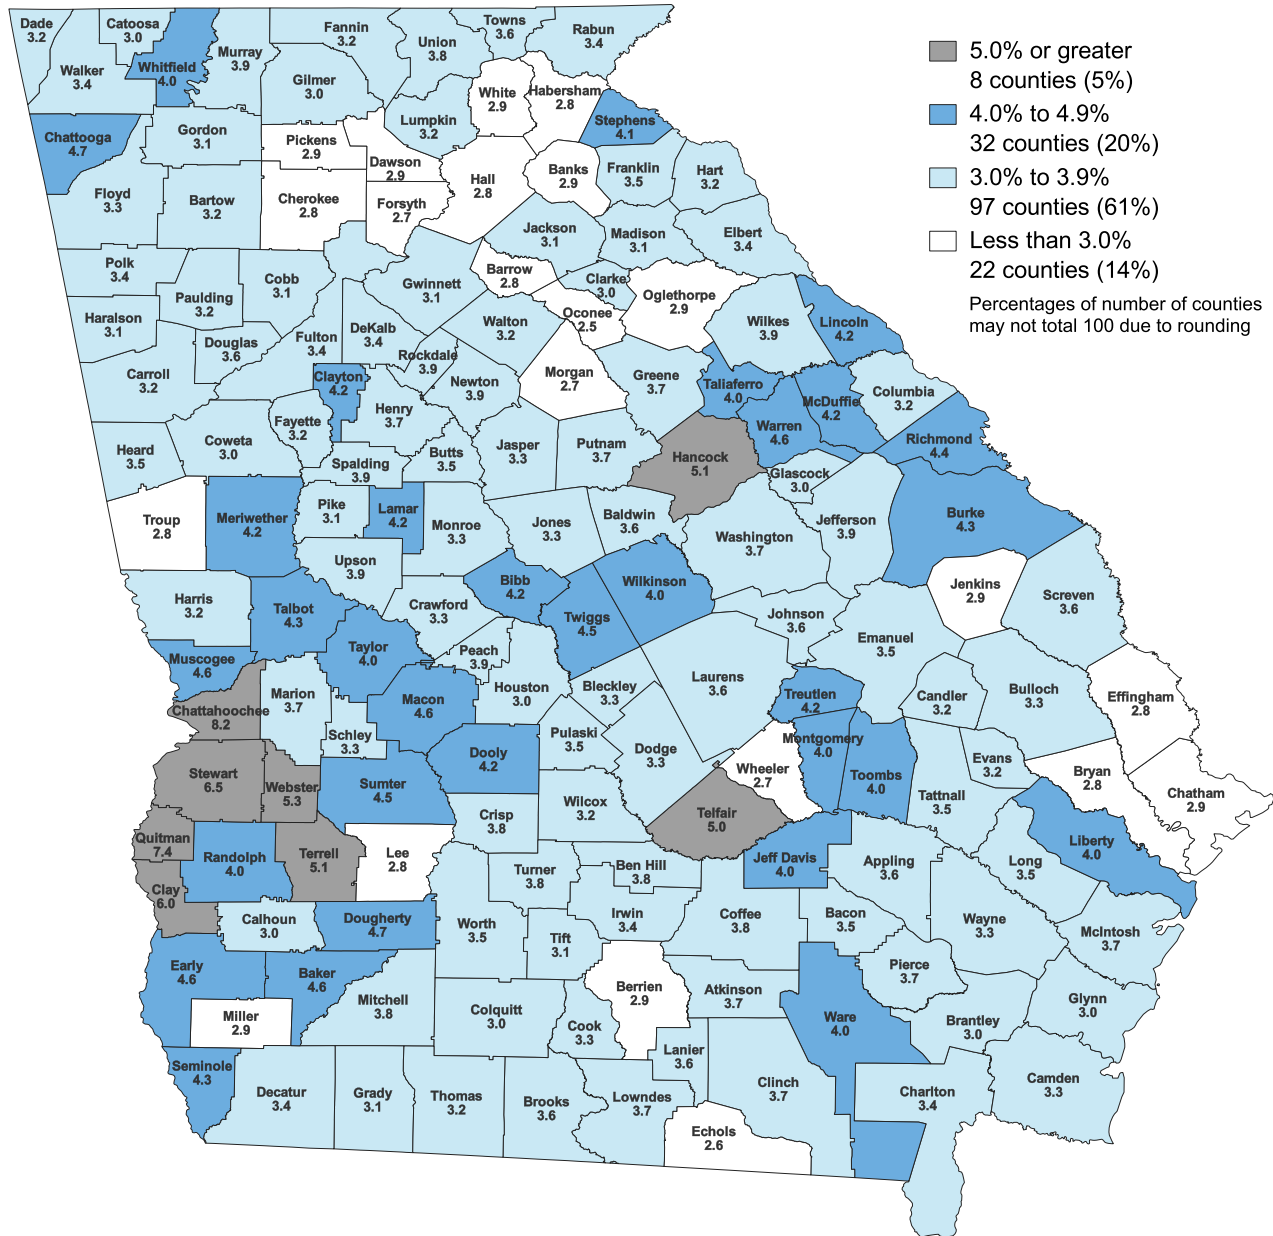 Dade
3.2
Catoosa
3.0
Walker
3.4
Whitfield
4.0
Murray
3.9
Fannin
3.2
Gilmer
3.0
Union
3.8
Towns
3.6
Rabun
3.4
White
2.9
Habersham
2.8
Lumpkin
3.2
Stephens
4.1
Chattooga
4.7
Gordon
3.1
Pickens
2.9
Dawson
2.9
Hall
2.8
Banks
2.9
Franklin
3.5
Hart
3.2
Floyd
3.3
Bartow
3.2
Cherokee
2.8
Forsyth
2.7
Jackson
3.1
Madison
3.1
Elbert
3.4
Polk
3.4
Paulding
3.2
Cobb
3.1
Gwinnett
3.1
Barrow
2.8
Clarke
3.0
Oglethorpe
2.9
Haralson
3.1
Douglas
3.6
Fulton
3.4
DeKalb
3.4
Rockdale
3.9
Walton
3.2
Oconee
2.5
Wilkes
3.9
Lincoln
4.2
Carroll
3.2
Clayton
4.2
Henry
3.7
Newton
3.9
Morgan
2.7
Greene
3.7
Taliaferro
4.0
McDuffie
4.2
Columbia
3.2
Heard
3.5
Coweta
3.0
Fayette
3.2
Spalding
3.9
Butts
3.5
Jasper
3.3
Putnam
3.7
Hancock
5.1
Warren
4.6
Glascock
3.0
Richmond
4.4
Troup
2.8
Meriwether
4.2
Pike
3.1
Lamar
4.2
Monroe
3.3
Jones
3.3
Baldwin
3.6
Washington
3.7
Jefferson
3.9
Burke
4.3
Upson
3.9
Harris
3.2
Talbot
4.3
Crawford
3.3
Bibb
4.2
Twiggs
4.5
Wilkinson
4.0
Johnson
3.6
Emanuel
3.5
Jenkins
2.9
Screven
3.6
Muscogee
4.6
Taylor
4.0
Peach
3.9
Houston
3.0
Bleckley
3.3
Laurens
3.6
Treutlen
4.2
Candler
3.2
Bulloch
3.3
Effingham
2.8
Chattahoochee
8.2
Marion
3.7
Macon
4.6
Schley
3.3
Dooly
4.2
Pulaski
3.5
Dodge
3.3
Wheeler
2.7
Montgomery
4.0
Toombs
4.0
Tattnall
3.5
Evans
3.2
Bryan
2.8
Chatham
2.9
Stewart
6.5
Webster
5.3
Sumter
4.5
Crisp
3.8
Wilcox
3.2
Telfair
5.0
Quitman
7.4
Randolph
4.0
Terrell
5.1
Lee
2.8
Turner
3.8
Ben Hill
3.8
Jeff Davis
4.0
Appling
3.6
Long
3.5
Liberty
4.0
Clay
6.0
Calhoun
3.0
Dougherty
4.7
Worth
3.5
Tift
3.1
Irwin
3.4
Coffee
3.8
Bacon
3.5
Wayne
3.3
McIntosh
3.7
Early
4.6
Baker
4.6
Mitchell
3.8
Miller
2.9
Colquitt
3.0
Cook
3.3
Berrien
2.9
Atkinson
3.7
Ware
4.0
Pierce
3.7
Brantley
3.0
Glynn
3.0
Seminole
4.3
Decatur
3.4
Grady
3.1
Thomas
3.2
Brooks
3.6
Lowndes
3.7
Lanier
3.6
Echols
2.6
Clinch
3.7
Charlton
3.4
Camden
3.3
5.0% or greater
8 counties (5%)
4.0% to 4.9%
32 counties (20%)
3.0% to 3.9%
97 counties (61%)
Less than 3.0%
22 counties (14%)
Percentages of number of counties
may not total 100 due to rounding